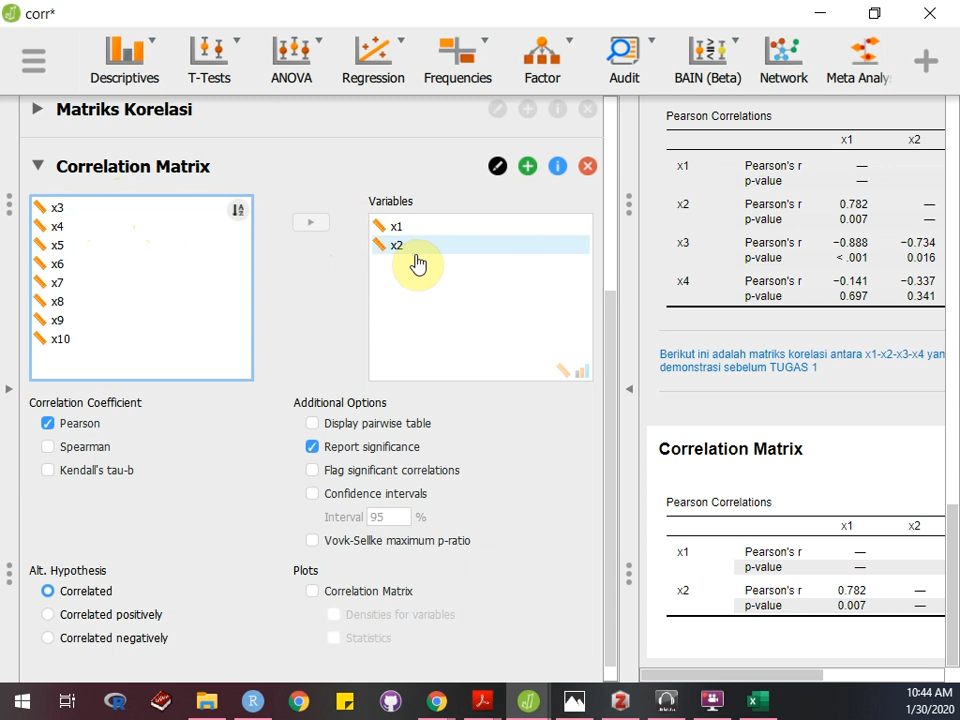 corr*
Descriptives
T-Tests
ANOVA
Regression
Frequencies
Factor
Audit
BAIN (Beta)
Network
Meta Analy
Matriks Korelasi
Correlation Matrix
x3
x4
x5
x6
x7
x8
x9
x10
Variables
x1
x2
Correlation Coefficient
Pearson
Spearman
Kendall's tau-b
Additional Options
Display pairwise table
Report significance
Flag significant correlations
Confidence intervals
Interval 95 %
Vovk-Sellke maximum p-ratio
Alt. Hypothesis
Correlated
Correlated positively
Correlated negatively
Plots
Correlation Matrix
Densities for variables
Statistics
Pearson Correlations
x1 x2
x1 Pearson's r —
p-value —
x2 Pearson's r 0.782 —
p-value 0.007 —
x3 Pearson's r −0.888 −0.734
p-value < .001 0.016
x4 Pearson's r −0.141 −0.337
p-value 0.697 0.341
Berikut ini adalah matriks korelasi antara x1-x2-x3-x4 yan
demonstrasi sebelum TUGAS 1
Correlation Matrix
Pearson Correlations
x1 x2
x1 Pearson's r —
p-value —
x2 Pearson's r 0.782 —
p-value 0.007 —
10:44 AM
1/30/2020